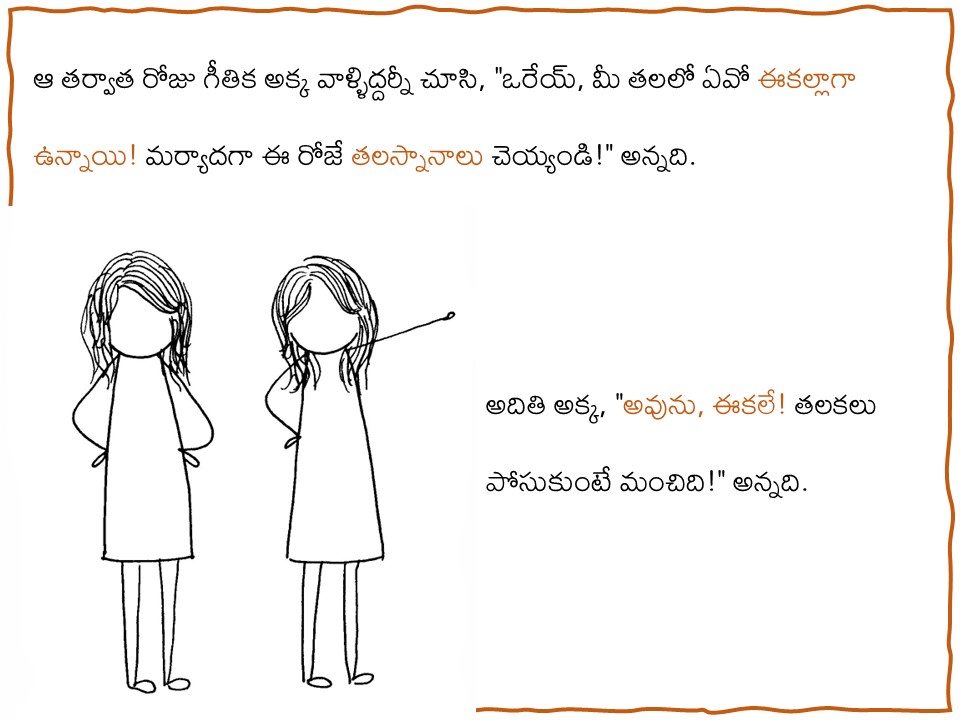 ఆ తర్వాత రోజు గీతిక అక్క వాళ్ళిద్దర్నీ చూసి, "ఒరేయ్, మీ తలలో ఏవో ఈకల్లాగా
ఉన్నాయి! మర్యాదగా ఈ రోజే తలస్నానాలు చెయ్యండి!" అన్నది.
అదితి అక్క, "అవును, ఈకలే! తలకలు
పోసుకుంటే మంచిది!" అన్నది.